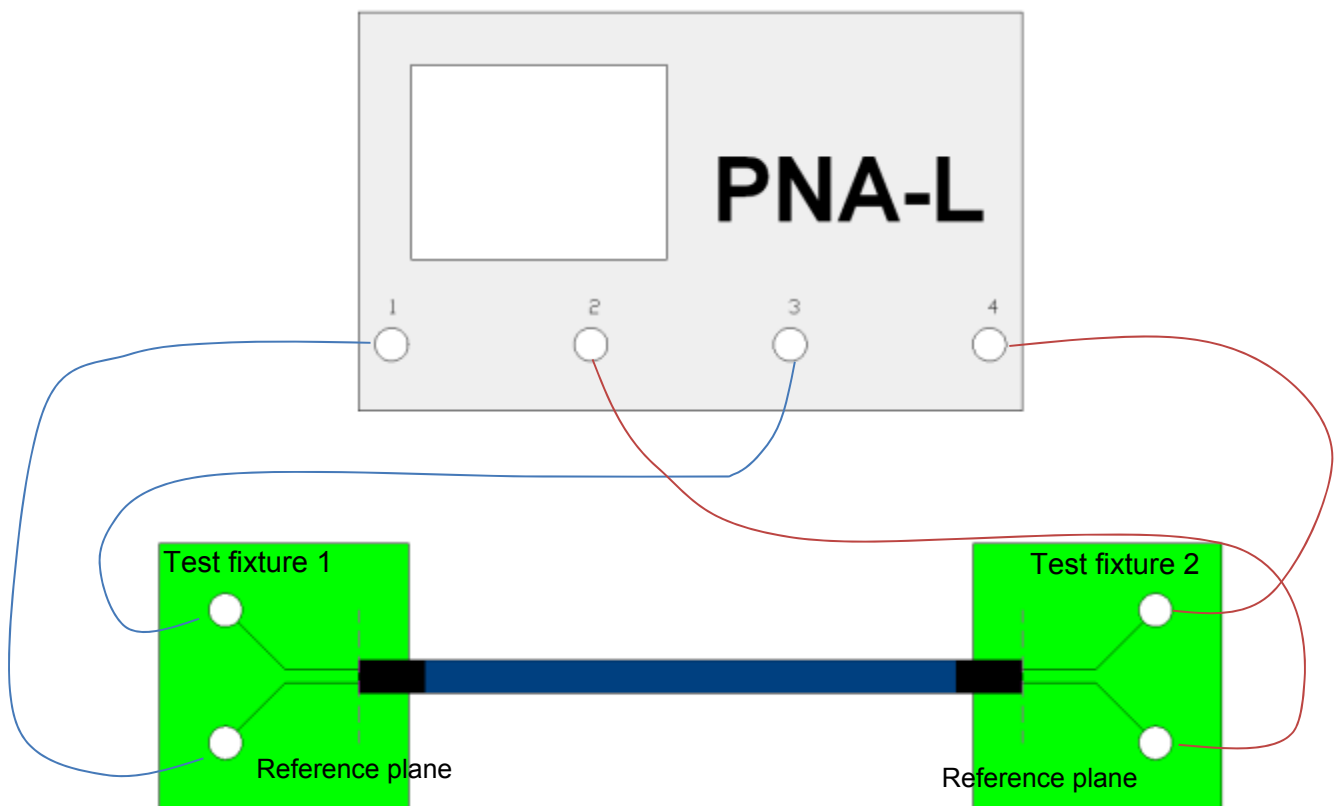 PNA-L
1 2 3 4
Test fixture 1
Test fixture 2
Reference plane
Reference plane